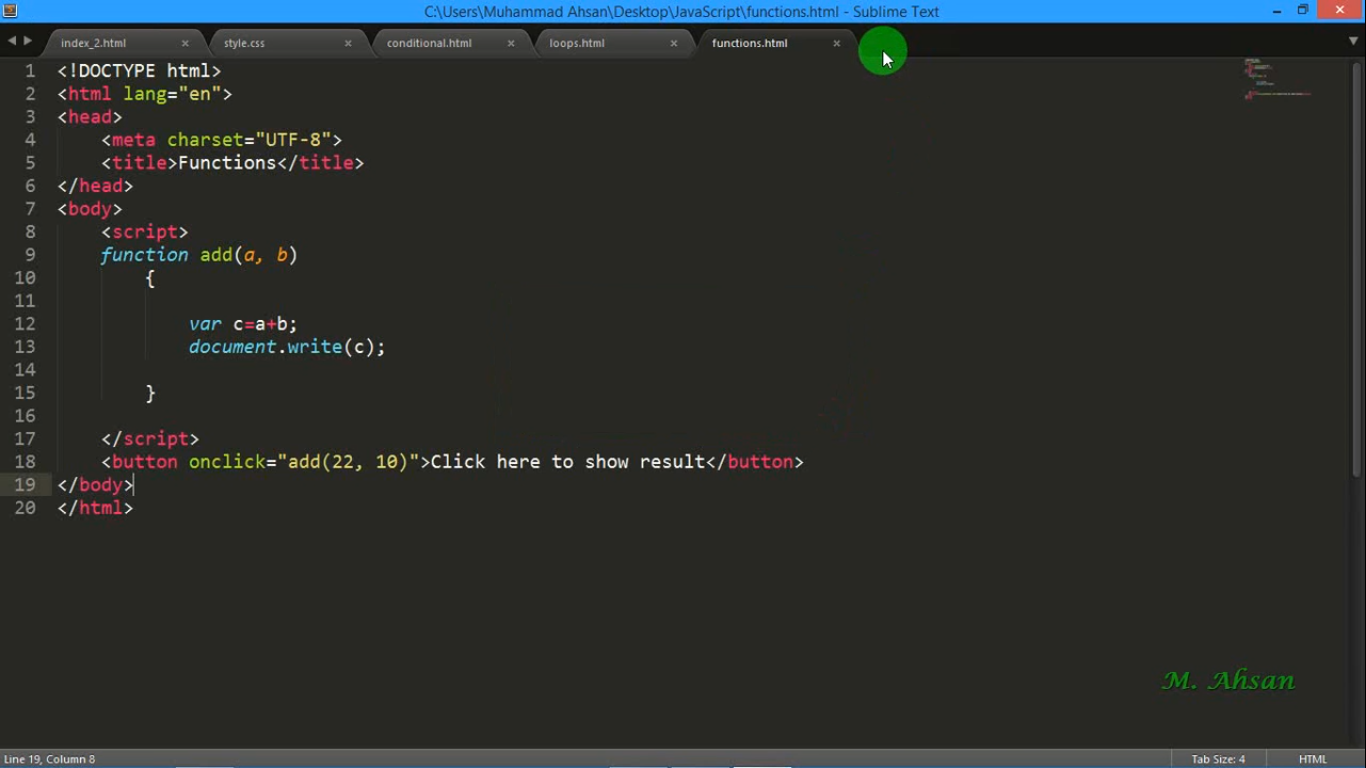 C:\Users\Muhammad Ahsan\Desktop\JavaScript\functions.html - Sublime Text
index_2.html × style.css × conditional.html × loops.html × functions.html ×
1 <!DOCTYPE html>
2 <html lang="en">
3 <head>
4     <meta charset="UTF-8">
5     <title>Functions</title>
6 </head>
7 <body>
8     <script>
9     function add(a, b)
10         {
11
12             var c=a+b;
13             document.write(c);
14
15         }
16
17     </script>
18     <button onclick="add(22, 10)">Click here to show result</button>
19 </body>
20 </html>
M. Ahsan
Line 19, Column 8 Tab Size: 4 HTML